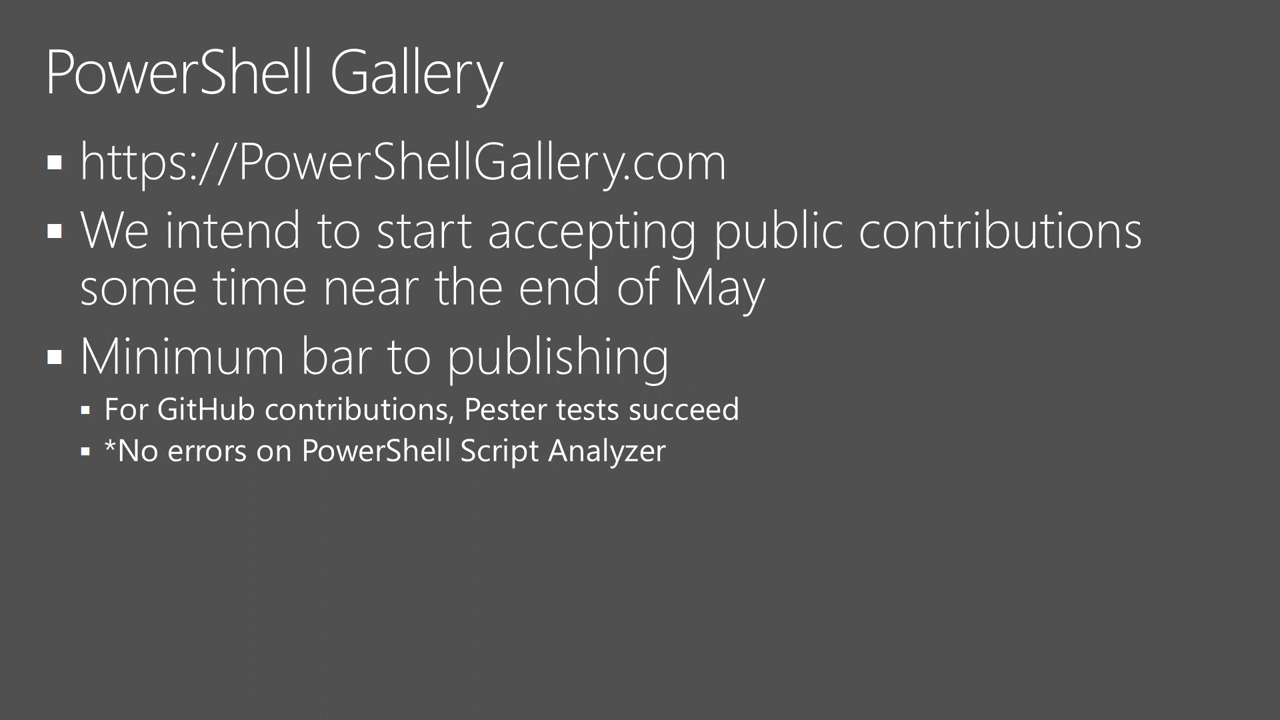 PowerShell Gallery
▪ https://PowerShellGallery.com
▪ We intend to start accepting public contributions
some time near the end of May
▪ Minimum bar to publishing
▪ For GitHub contributions, Pester tests succeed
▪ *No errors on PowerShell Script Analyzer